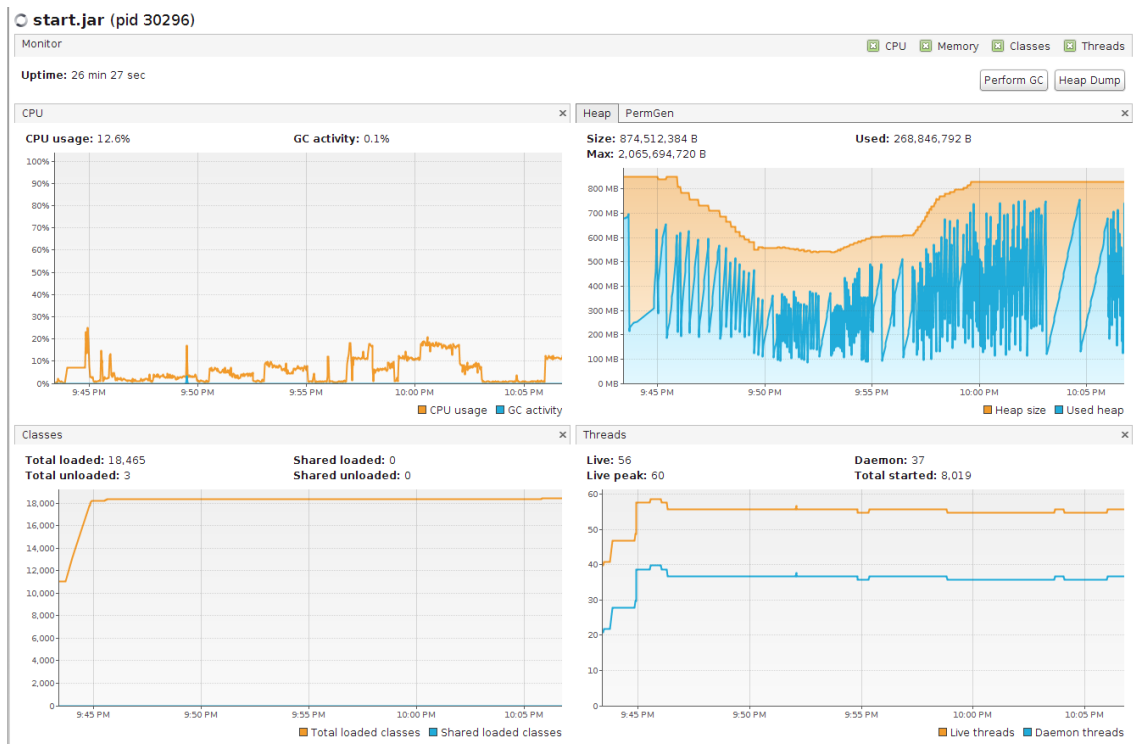 start.jar (pid 30296)
Monitor
CPU Memory Classes Threads
Uptime: 26 min 27 sec
Perform GC Heap Dump
CPU
CPU usage: 12.6% GC activity: 0.1%
100%
90%
80%
70%
60%
50%
40%
30%
20%
10%
0%
9:45 PM 9:50 PM 9:55 PM 10:00 PM 10:05 PM
CPU usage GC activity
Heap PermGen
Size: 874,512,384 B Used: 268,846,792 B
Max: 2,065,694,720 B
800 MB
700 MB
600 MB
500 MB
400 MB
300 MB
200 MB
100 MB
0 MB
9:45 PM 9:50 PM 9:55 PM 10:00 PM 10:05 PM
Heap size Used heap
Classes
Total loaded: 18,465 Shared loaded: 0
Total unloaded: 3 Shared unloaded: 0
18,000
16,000
14,000
12,000
10,000
8,000
6,000
4,000
2,000
0
9:45 PM 9:50 PM 9:55 PM 10:00 PM 10:05 PM
Total loaded classes Shared loaded classes
Threads
Live: 56 Daemon: 37
Live peak: 60 Total started: 8,019
60
50
40
30
20
10
0
9:45 PM 9:50 PM 9:55 PM 10:00 PM 10:05 PM
Live threads Daemon threads